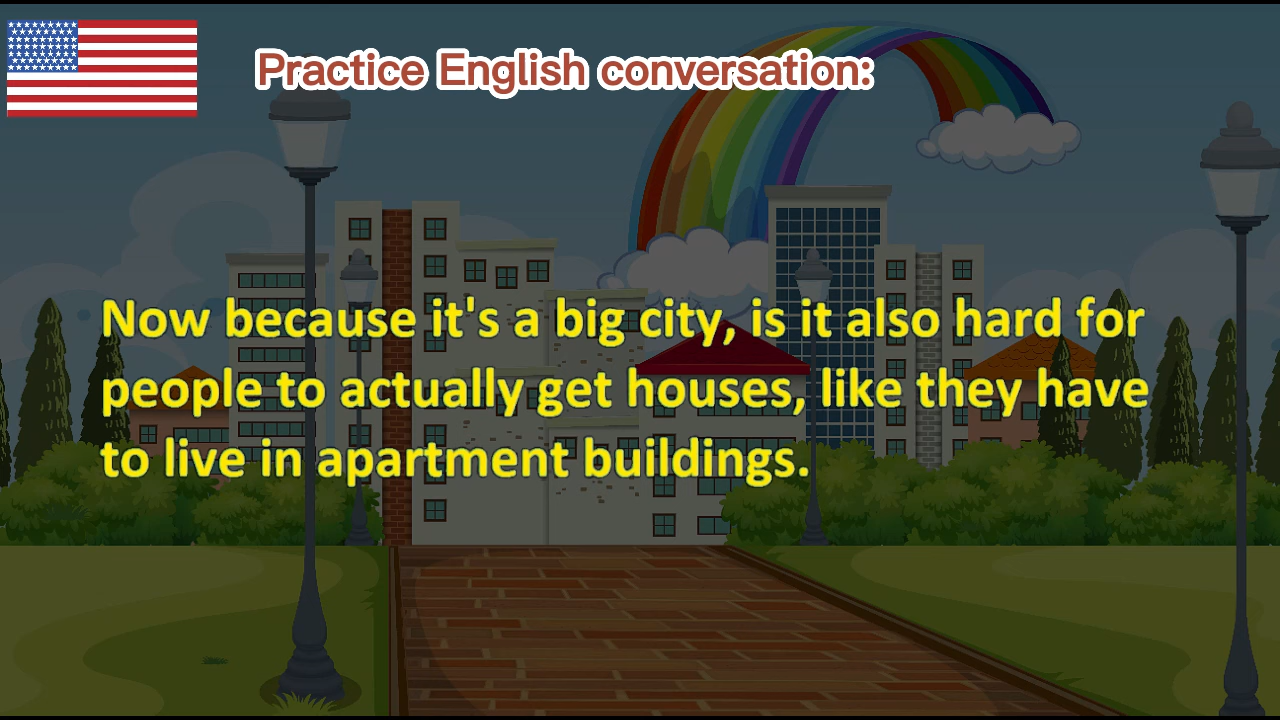 Practice English conversation:
Now because it's a big city, is it also hard for
people to actually get houses, like they have
to live in apartment buildings.